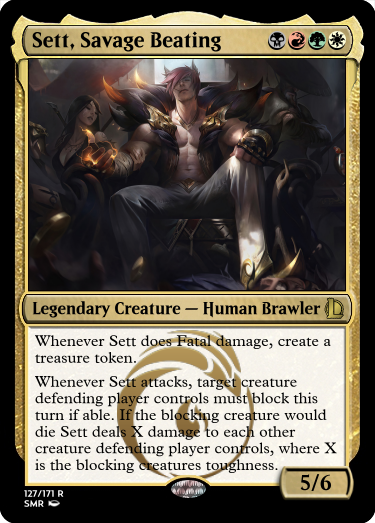 Sett, Savage Beating
Legendary Creature — Human Brawler
Whenever Sett does Fatal damage, create a
treasure token.
Whenever Sett attacks, target creature
defending player controls must block this
turn if able. If the blocking creature would
die Sett deals X damage to each other
creature defending player controls, where X
is the blocking creatures toughness.
5/6
127/171 R
SMR